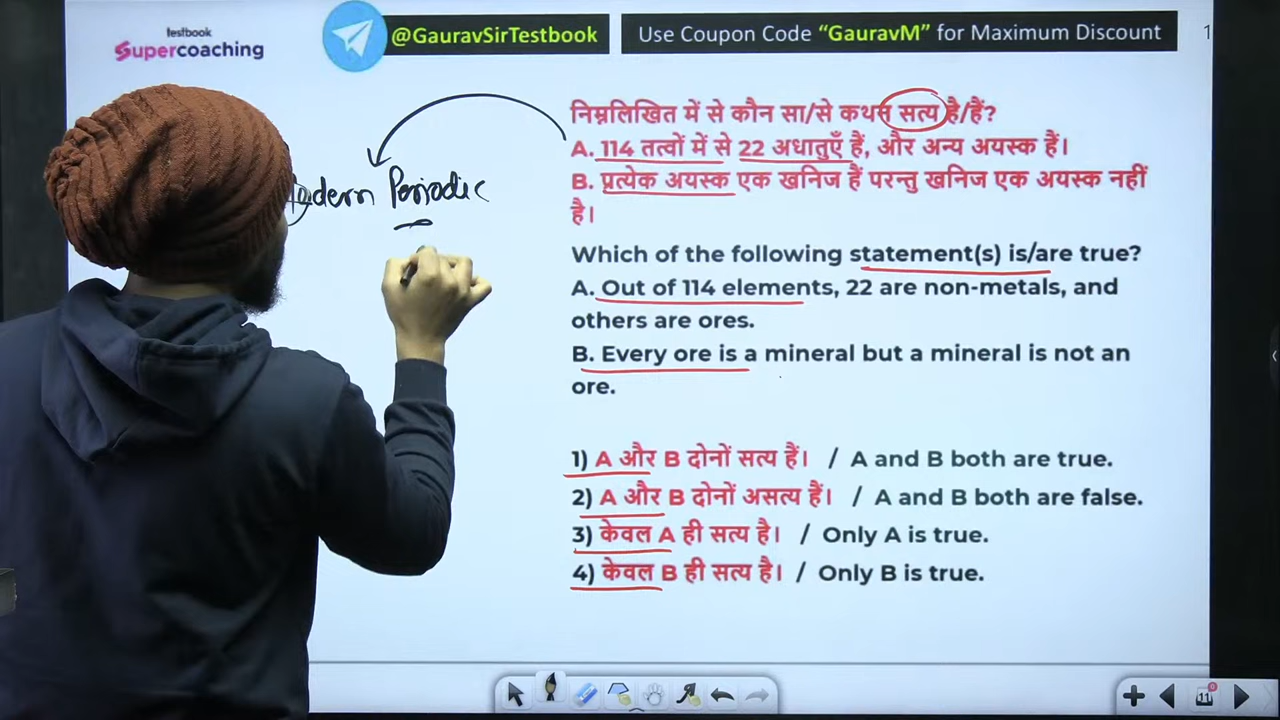 testbook
Supercoaching
@GauravSirTestbook
Use Coupon Code “GauravM” for Maximum Discount
1
निम्नलिखित में से कौन सा/से कथन सत्य है/हैं?
A. 114 तत्वों में से 22 अधातुएँ हैं, और अन्य अयस्क हैं।
B. प्रत्येक अयस्क एक खनिज हैं परन्तु खनिज एक अयस्क नहीं
है।
Periodic
Which of the following statement(s) is/are true?
A. Out of 114 elements, 22 are non-metals, and
others are ores.
B. Every ore is a mineral but a mineral is not an
ore.
1) A और B दोनों सत्य हैं। / A and B both are true.
2) A और B दोनों असत्य हैं। / A and B both are false.
3) केवल A ही सत्य है। / Only A is true.
4) केवल B ही सत्य है। / Only B is true.
11